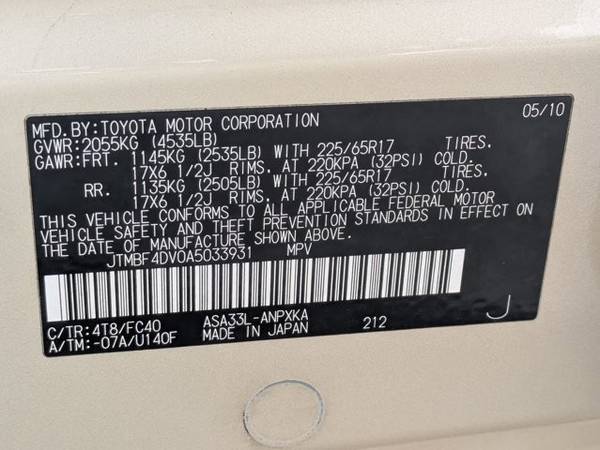 MFD.BY:TOYOTA MOTOR CORPORATION 05/10
GVWR:2055KG (4535LB)
GAWR:FRT. 1145KG (2535LB) WITH 225/65R17 TIRES.
17X6 1/2J RIMS. AT 220KPA (32PSI) COLD.
RR. 1135KG (2505LB) WITH 225/65R17 TIRES.
17X6 1/2J RIMS. AT 220KPA (32PSI) COLD.
THIS VEHICLE CONFORMS TO ALL APPLICABLE FEDERAL MOTOR
VEHICLE SAFETY AND THEFT PREVENTION STANDARDS IN EFFECT ON
THE DATE OF MANUFACTURE SHOWN ABOVE.
JTMBF4DV0A5033931 MPV
C/TR:4T8/FC40 ASA33L-ANPXKA 212 J
A/TM:-07A/U140F MADE IN JAPAN